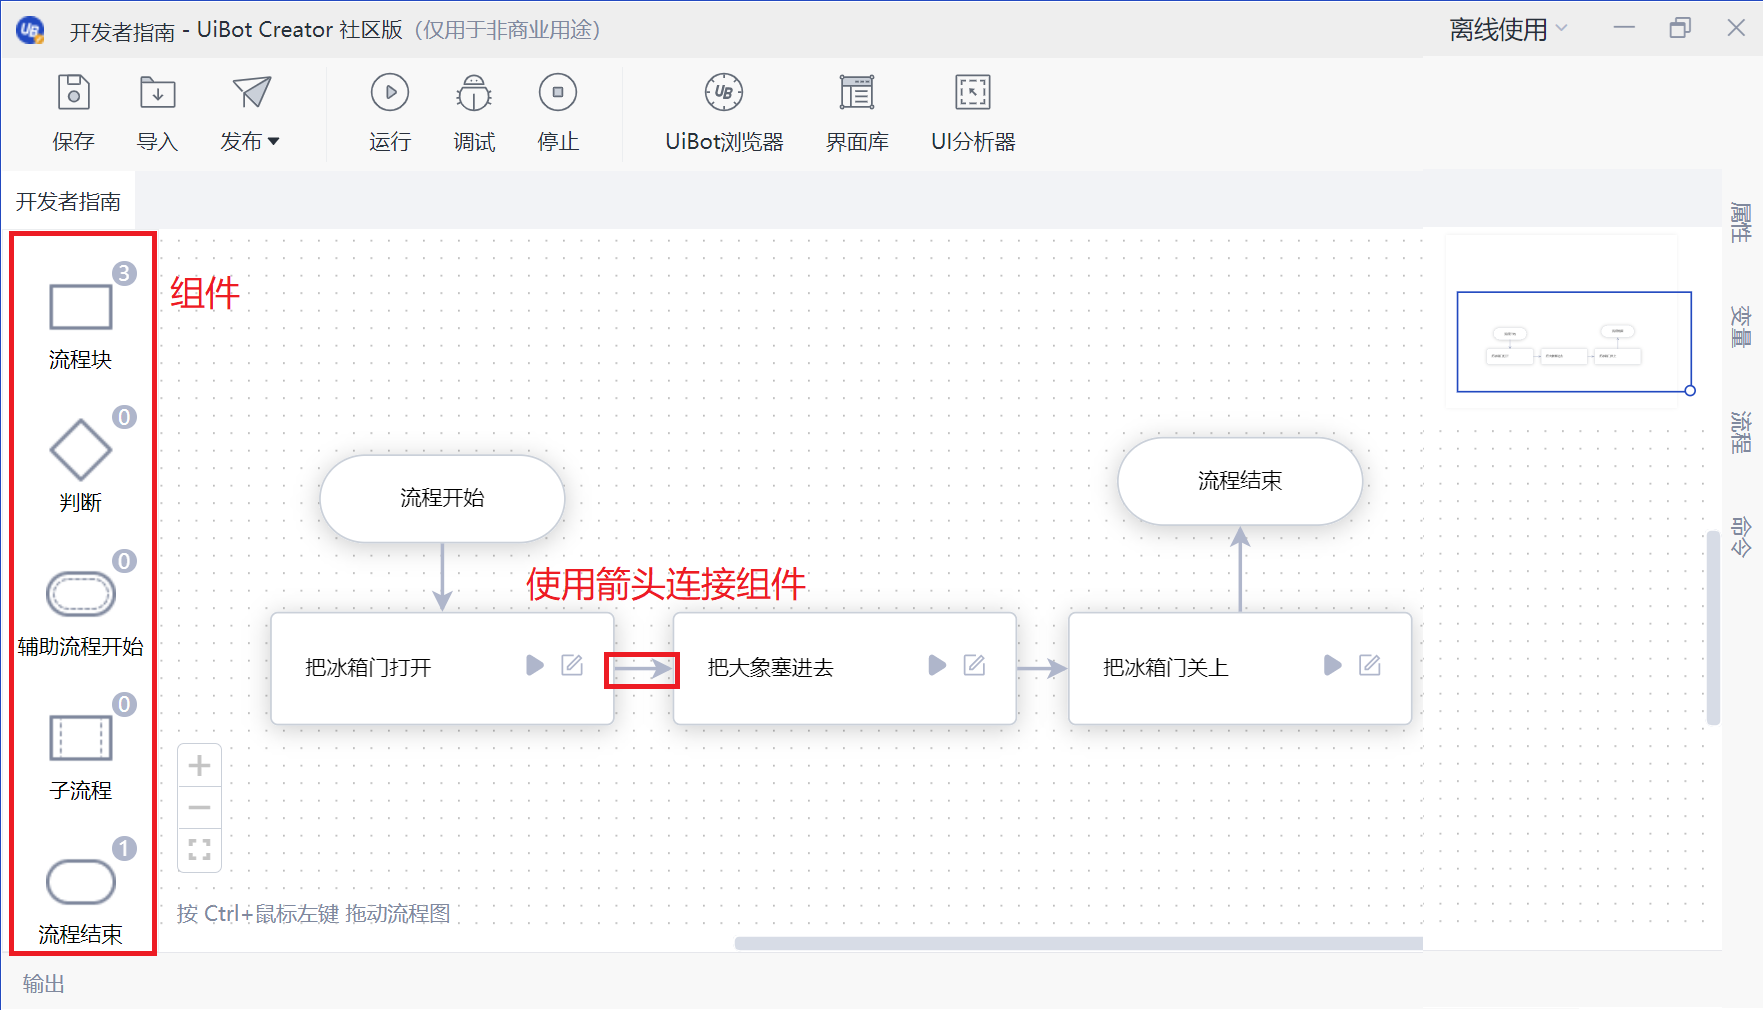 开发者指南 - UiBot Creator 社区版 (仅用于非商业用途)
离线使用
保存
导入
发布
运行
调试
停止
UiBot浏览器
界面库
UI分析器
开发者指南
属性
变量
流程
命令
3
流程块
0
判断
0
辅助流程开始
0
子流程
1
流程结束
组件
流程开始
流程结束
使用箭头连接组件
把冰箱门打开
把大象塞进去
把冰箱门关上
按 Ctrl+鼠标左键 拖动流程图
输出